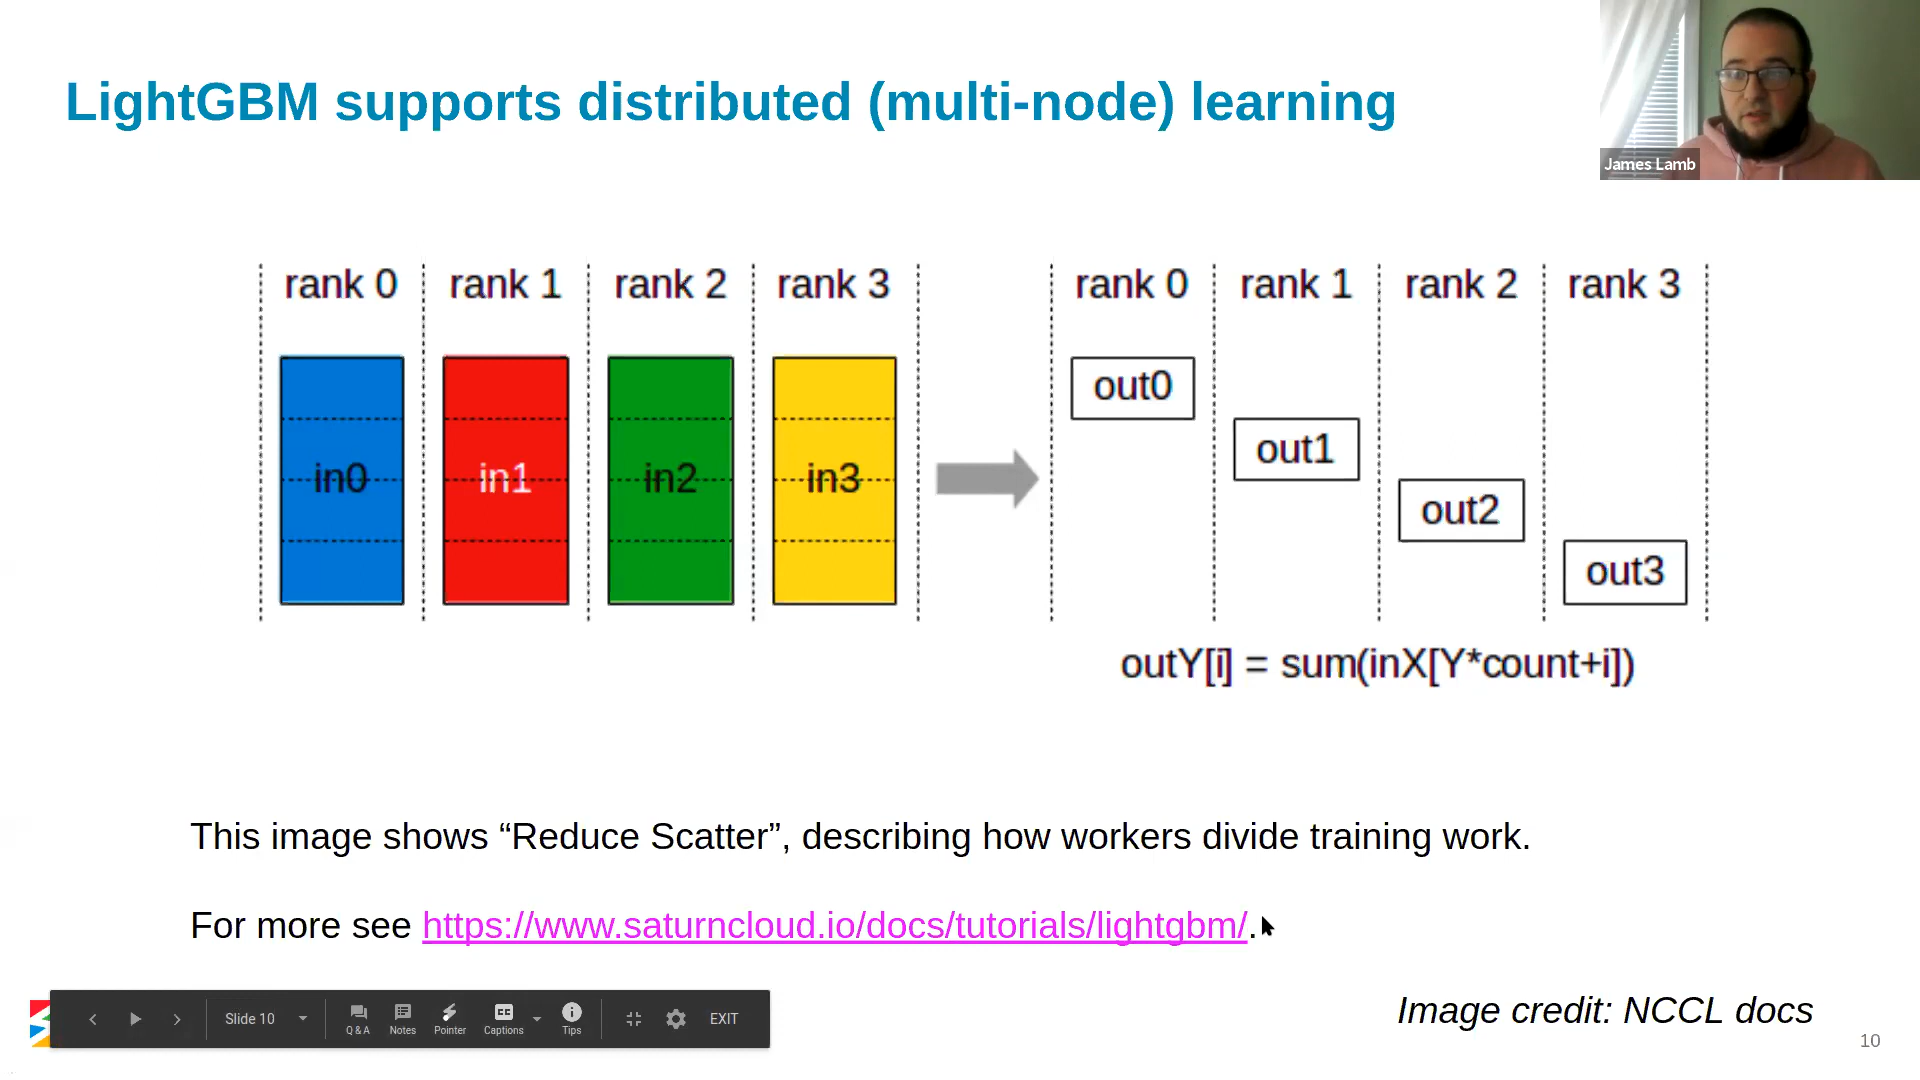 LightGBM supports distributed (multi-node) learning
James Lamb
rank 0 rank 1 rank 2 rank 3 rank 0 rank 1 rank 2 rank 3
in0 in1 in2 in3
out0
out1
out2
out3
outY[i] = sum(inX[Y*count+i])
This image shows “Reduce Scatter”, describing how workers divide training work.
For more see https://www.saturncloud.io/docs/tutorials/lightgbm/.
Image credit: NCCL docs
Slide 10 Q & A Notes Pointer CC Captions Tips EXIT
10